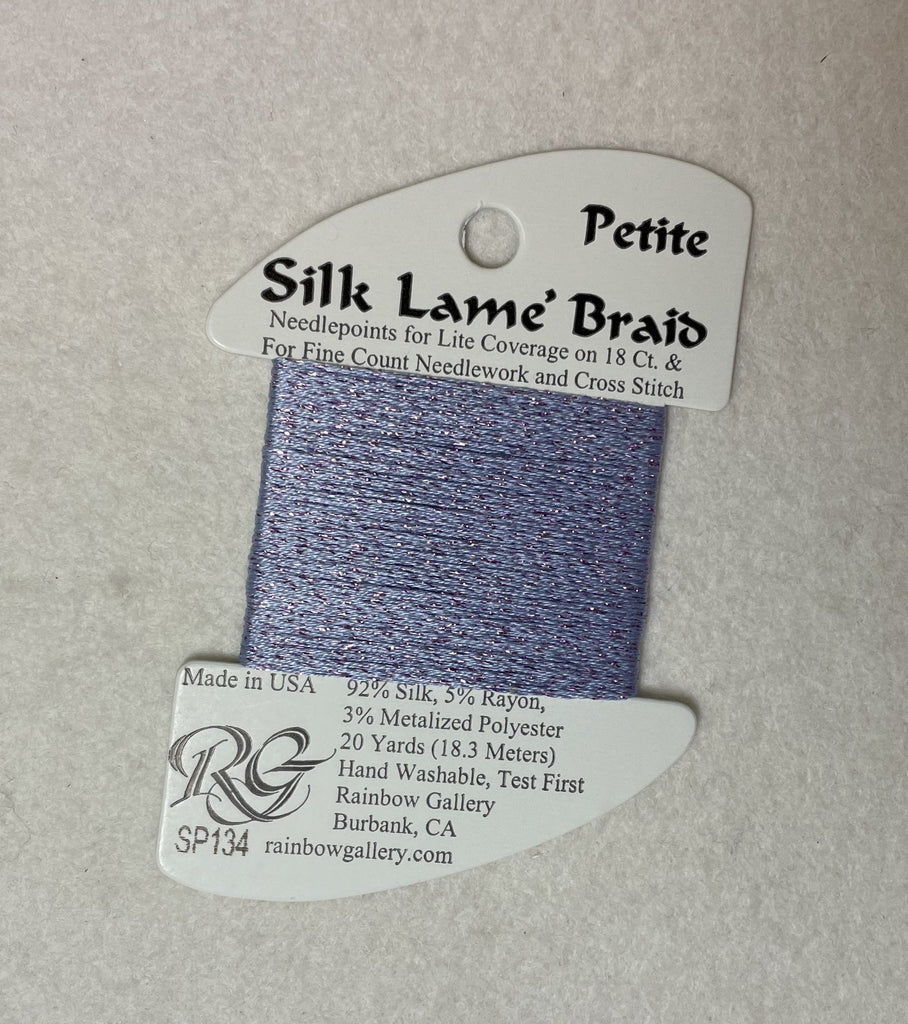 Petite
Silk Lamé Braid
Needlepoints for Lite Coverage on 18 Ct. &
For Fine Count Needlework and Cross Stitch
Made in USA
92% Silk, 5% Rayon,
3% Metalized Polyester
20 Yards (18.3 Meters)
Hand Washable, Test First
Rainbow Gallery
Burbank, CA
RG
SP134
rainbowgallery.com